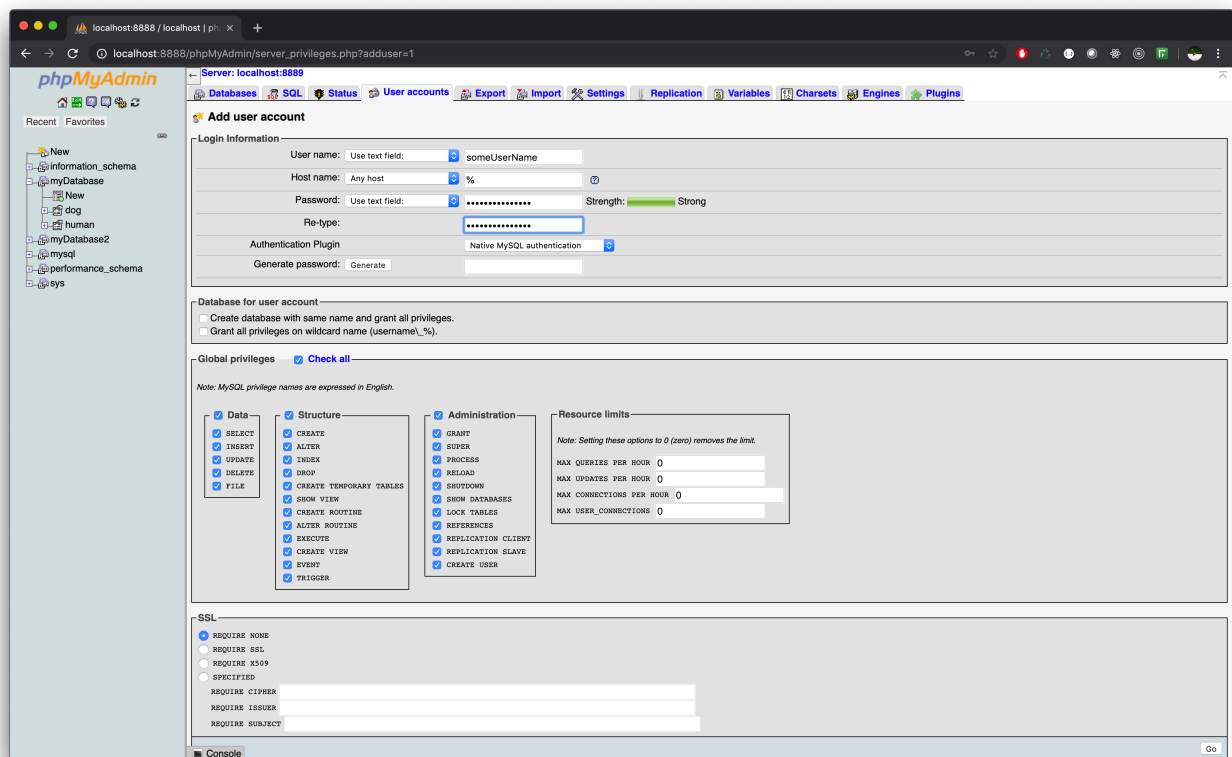 localhost:8888 / localhost | ph
localhost:8888/phpMyAdmin/server_privileges.php?adduser=1
phpMyAdmin
Recent Favorites
New
information_schema
myDatabase
New
dog
human
myDatabase2
mysql
performance_schema
sys
Server: localhost:8889
Databases SQL Status User accounts Export Import Settings Replication Variables Charsets Engines Plugins
Add user account
Login Information
User name: Use text field: someUserName
Host name: Any host %
Password: Use text field: ••••••••••••••• Strength: Strong
Re-type: •••••••••••••••
Authentication Plugin Native MySQL authentication
Generate password: Generate
Database for user account
Create database with same name and grant all privileges.
Grant all privileges on wildcard name (username\_%).
Global privileges Check all
Note: MySQL privilege names are expressed in English.
Data
SELECT
INSERT
UPDATE
DELETE
FILE
Structure
CREATE
ALTER
INDEX
DROP
CREATE TEMPORARY TABLES
SHOW VIEW
CREATE ROUTINE
ALTER ROUTINE
EXECUTE
CREATE VIEW
EVENT
TRIGGER
Administration
GRANT
SUPER
PROCESS
RELOAD
SHUTDOWN
SHOW DATABASES
LOCK TABLES
REFERENCES
REPLICATION CLIENT
REPLICATION SLAVE
CREATE USER
Resource limits
Note: Setting these options to 0 (zero) removes the limit.
MAX QUERIES PER HOUR 0
MAX UPDATES PER HOUR 0
MAX CONNECTIONS PER HOUR 0
MAX USER_CONNECTIONS 0
SSL
REQUIRE NONE
REQUIRE SSL
REQUIRE X509
SPECIFIED
REQUIRE CIPHER
REQUIRE ISSUER
REQUIRE SUBJECT
Console
Go